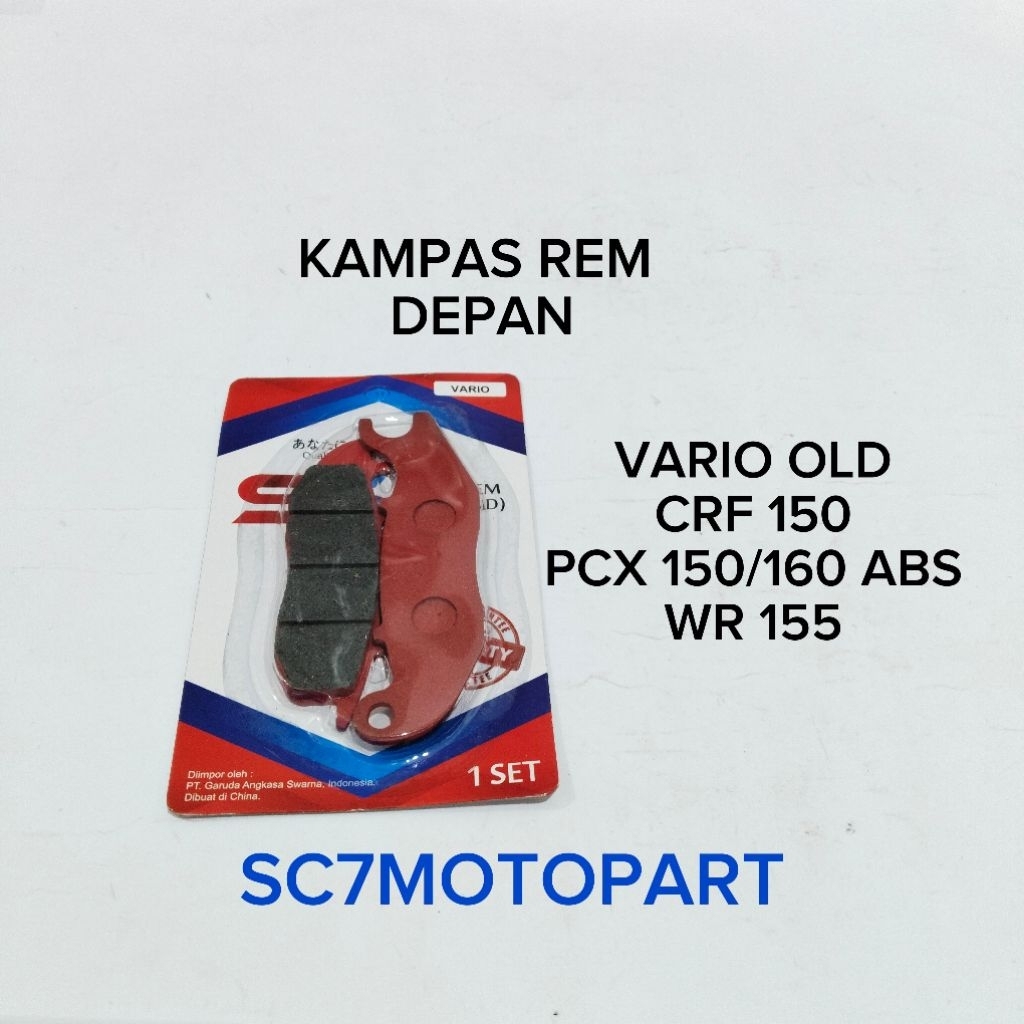 KAMPAS REM
DEPAN
VARIO
VARIO OLD
CRF 150
PCX 150/160 ABS
WR 155
Diimpor oleh :
PT. Garuda Angkasa Swarna, Indonesia.
Dibuat di China.
1 SET
SC7MOTOPART